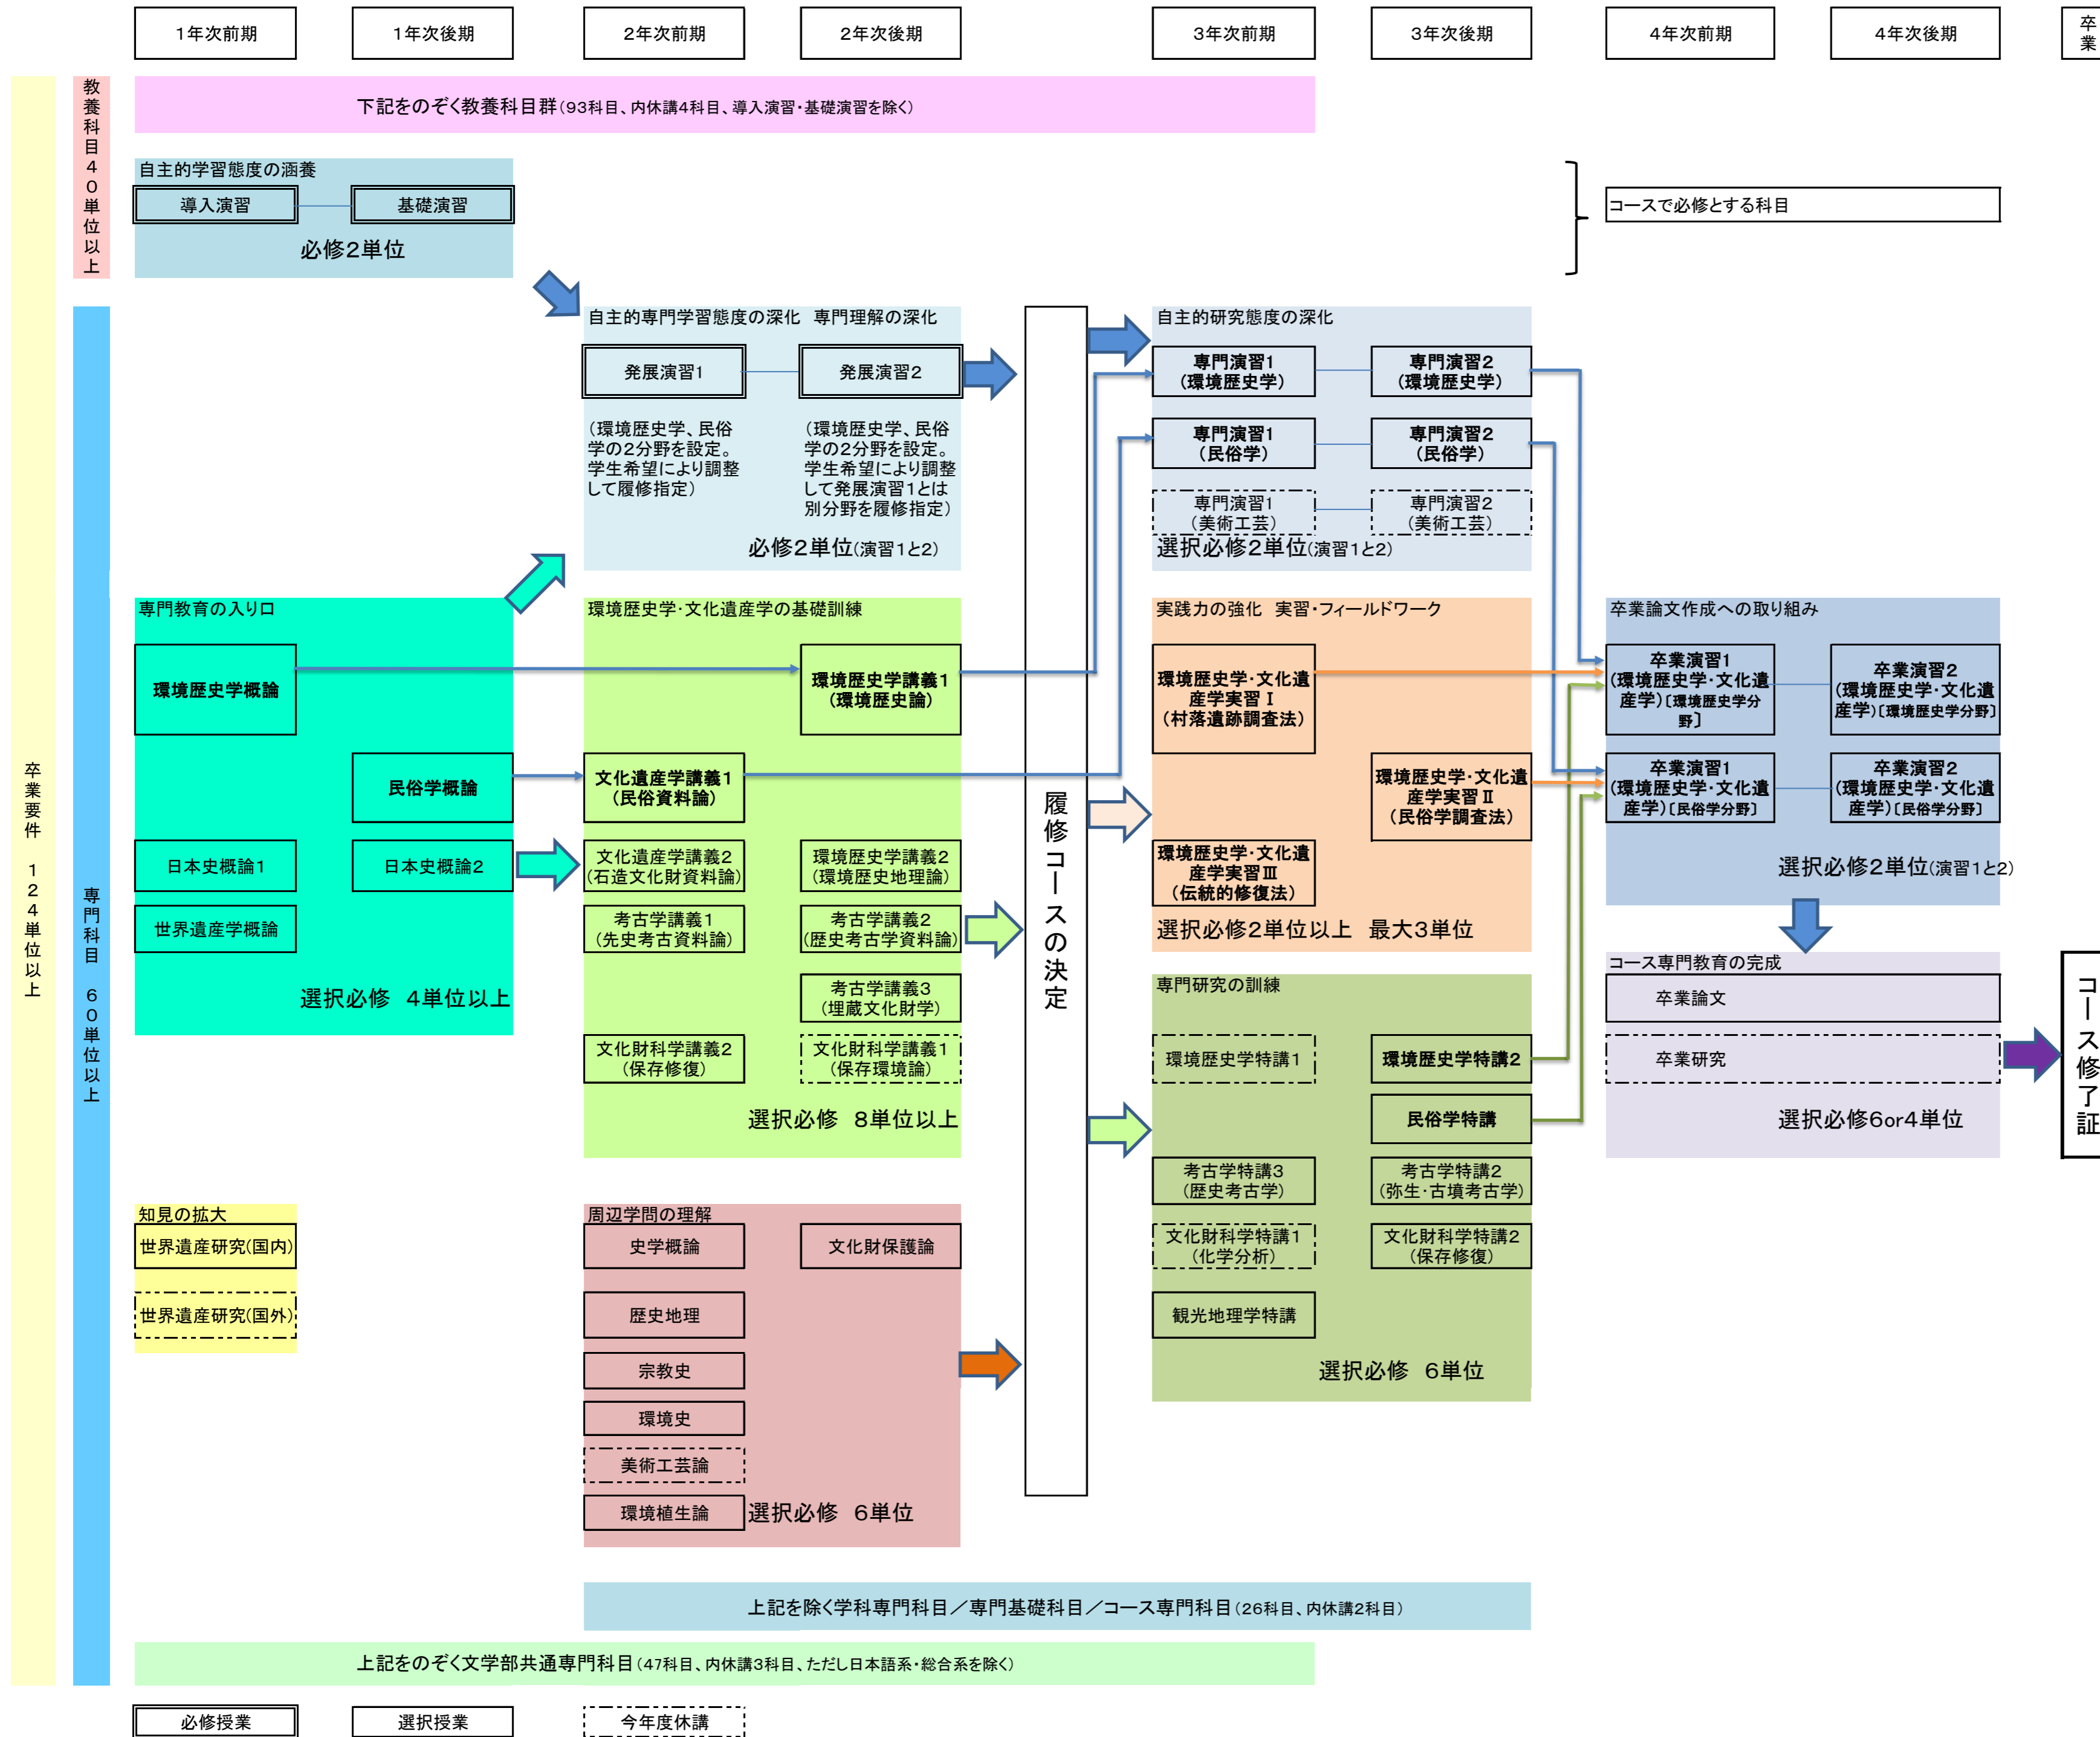 1年次前期
1年次後期
2年次前期
2年次後期
3年次前期
3年次後期
4年次前期
4年次後期
卒業
卒業要件　124単位以上
教養科目40単位以上
下記をのぞく教養科目群(93科目、内休講4科目、導入演習・基礎演習を除く)
自主的学習態度の涵養
導入演習
基礎演習
必修2単位
コースで必修とする科目
専門科目　60単位以上
自主的専門学習態度の深化　専門理解の深化
発展演習1
発展演習2
(環境歴史学、民俗
学の2分野を設定。
学生希望により調整
して履修指定)
(環境歴史学、民俗
学の2分野を設定。
学生希望により調整
して発展演習1とは
別分野を履修指定)
必修2単位(演習1と2)
履修コースの決定
自主的研究態度の深化
専門演習1
(環境歴史学)
専門演習2
(環境歴史学)
専門演習1
(民俗学)
専門演習2
(民俗学)
専門演習1
(美術工芸)
専門演習2
(美術工芸)
選択必修2単位(演習1と2)
専門教育の入り口
環境歴史学概論
民俗学概論
日本史概論1
日本史概論2
世界遺産学概論
選択必修　4単位以上
環境歴史学・文化遺産学の基礎訓練
環境歴史学講義1
(環境歴史論)
文化遺産学講義1
(民俗資料論)
文化遺産学講義2
(石造文化財資料論)
環境歴史学講義2
(環境歴史地理論)
考古学講義1
(先史考古資料論)
考古学講義2
(歴史考古学資料論)
考古学講義3
(埋蔵文化財学)
文化財科学講義2
(保存修復)
文化財科学講義1
(保存環境論)
選択必修　8単位以上
実践力の強化　実習・フィールドワーク
環境歴史学・文化遺
産学実習Ⅰ
(村落遺跡調査法)
環境歴史学・文化遺
産学実習Ⅱ
(民俗学調査法)
環境歴史学・文化遺
産学実習Ⅲ
(伝統的修復法)
選択必修2単位以上　最大3単位
卒業論文作成への取り組み
卒業演習1
(環境歴史学・文化遺
産学)〔環境歴史学分
野〕
卒業演習2
(環境歴史学・文化遺
産学)〔環境歴史学分野〕
卒業演習1
(環境歴史学・文化遺
産学)〔民俗学分野〕
卒業演習2
(環境歴史学・文化遺
産学)〔民俗学分野〕
選択必修2単位(演習1と2)
専門研究の訓練
環境歴史学特講1
環境歴史学特講2
民俗学特講
考古学特講3
(歴史考古学)
考古学特講2
(弥生・古墳考古学)
文化財科学特講1
(化学分析)
文化財科学特講2
(保存修復)
観光地理学特講
選択必修　6単位
コース専門教育の完成
卒業論文
卒業研究
選択必修6or4単位
コース修了証
知見の拡大
世界遺産研究(国内)
世界遺産研究(国外)
周辺学問の理解
史学概論
文化財保護論
歴史地理
宗教史
環境史
美術工芸論
環境植生論
選択必修　6単位
上記を除く学科専門科目／専門基礎科目／コース専門科目(26科目、内休講2科目)
上記をのぞく文学部共通専門科目(47科目、内休講3科目、ただし日本語系・総合系を除く)
必修授業
選択授業
今年度休講